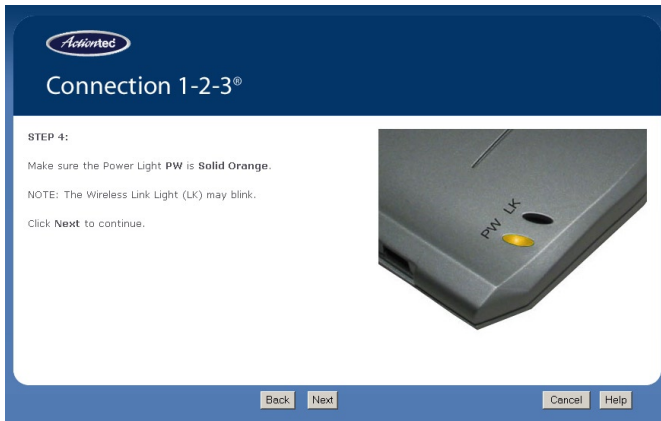 Actiontec
Connection 1-2-3®
STEP 4:
Make sure the Power Light PW is Solid Orange.
NOTE: The Wireless Link Light (LK) may blink.
Click Next to continue.
PW LK
Back Next Cancel Help